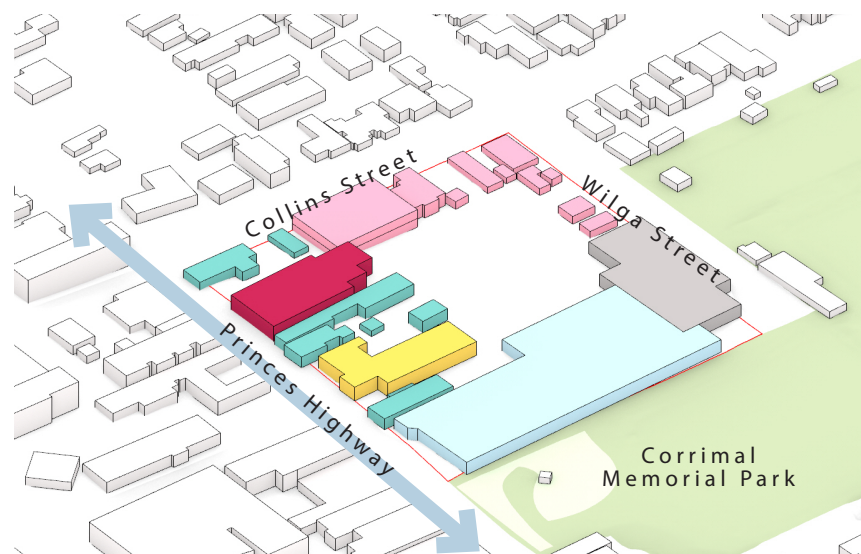 Collins Street
Wilga Street
Princes Highway
Corrimal
Memorial Park